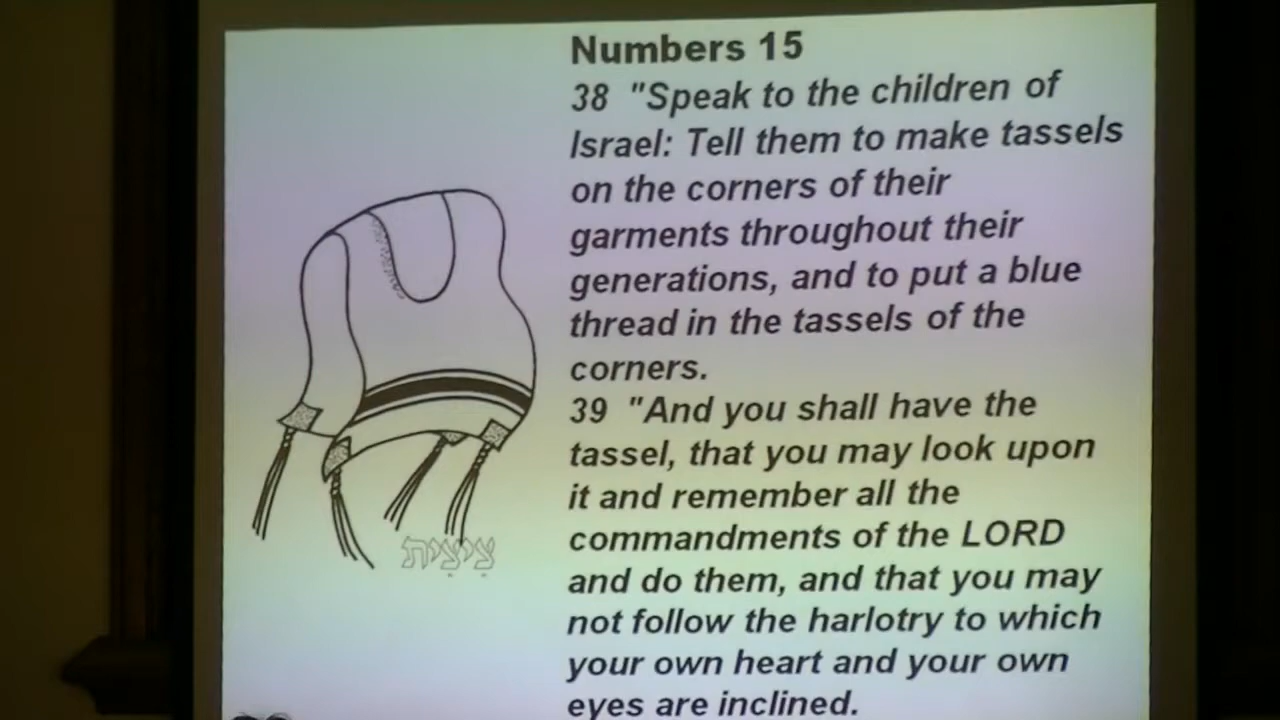 Numbers 15
38 "Speak to the children of
Israel: Tell them to make tassels
on the corners of their
garments throughout their
generations, and to put a blue
thread in the tassels of the
corners.
39 "And you shall have the
tassel, that you may look upon
it and remember all the
commandments of the LORD
and do them, and that you may
not follow the harlotry to which
your own heart and your own
eyes are inclined.
צִיצִית